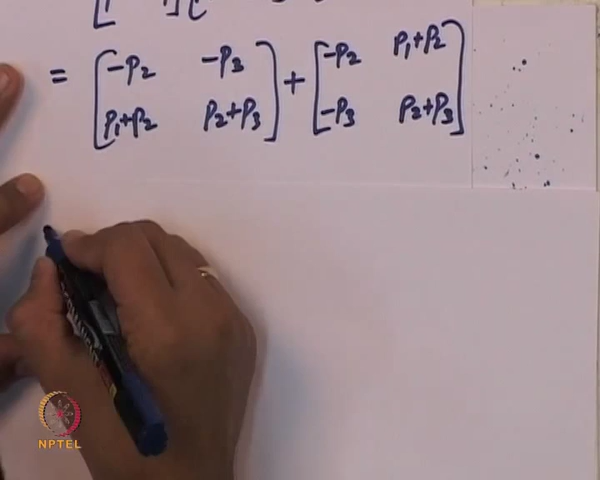 = [-p₂ -p₃] + [-p₂ p₁+p₂]
[p₁+p₂ p₂+p₃] [-p₃ p₂+p₃]
NPTEL